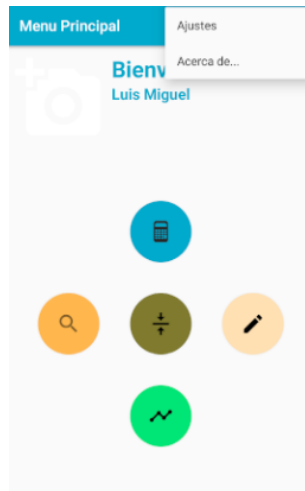 Menu Principal
Ajustes
Acerca de...
Bienv
Luis Miguel